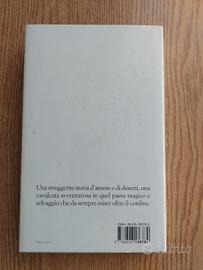 Una struggente storia d'amore e di deserti, una
cavalcata avventurosa in quel paese magico e
selvaggio che da sempre esiste oltre il confine.
subito